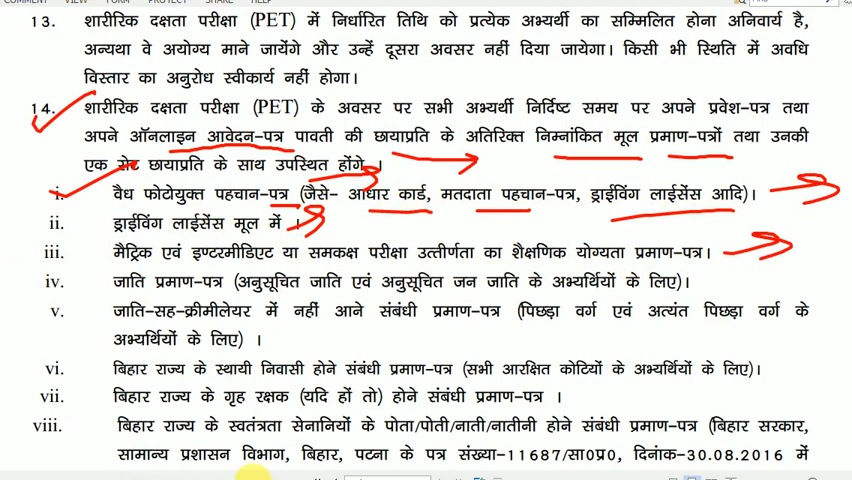 COMMENT VIEW FORM PROTECT SHARE HELP
13. शारीरिक दक्षता परीक्षा (PET) में निर्धारित तिथि को प्रत्येक अभ्यर्थी का सम्मिलित होना अनिवार्य है,
अन्यथा वे अयोग्य माने जायेंगे और उन्हें दूसरा अवसर नहीं दिया जायेगा। किसी भी स्थिति में अवधि
विस्तार का अनुरोध स्वीकार्य नहीं होगा।
14. शारीरिक दक्षता परीक्षा (PET) के अवसर पर सभी अभ्यर्थी निर्दिष्ट समय पर अपने प्रवेश-पत्र तथा
अपने ऑनलाइन आवेदन-पत्र पावती की छायाप्रति के अतिरिक्त निम्नांकित मूल प्रमाण-पत्रों तथा उनकी
एक सेट छायाप्रति के साथ उपस्थित होंगे ।
i. वैध फोटोयुक्त पहचान-पत्र (जैसे- आधार कार्ड, मतदाता पहचान-पत्र, ड्राईविंग लाईसेंस आदि)।
ii. ड्राईविंग लाईसेंस मूल में ।
iii. मैट्रिक एवं इण्टरमीडिएट या समकक्ष परीक्षा उत्तीर्णता का शैक्षणिक योग्यता प्रमाण-पत्र।
iv. जाति प्रमाण-पत्र (अनुसूचित जाति एवं अनुसूचित जन जाति के अभ्यर्थियों के लिए)।
v. जाति-सह-क्रीमीलेयर में नहीं आने संबंधी प्रमाण-पत्र (पिछड़ा वर्ग एवं अत्यंत पिछड़ा वर्ग के
अभ्यर्थियों के लिए) ।
vi. बिहार राज्य के स्थायी निवासी होने संबंधी प्रमाण-पत्र (सभी आरक्षित कोटियों के अभ्यर्थियों के लिए)।
vii. बिहार राज्य के गृह रक्षक (यदि हों तो) होने संबंधी प्रमाण-पत्र ।
viii. बिहार राज्य के स्वतंत्रता सेनानियों के पोता/पोती/नाती/नातीनी होने संबंधी प्रमाण-पत्र (बिहार सरकार,
सामान्य प्रशासन विभाग, बिहार, पटना के पत्र संख्या-11687/सा0प्र0, दिनांक-30.08.2016 में